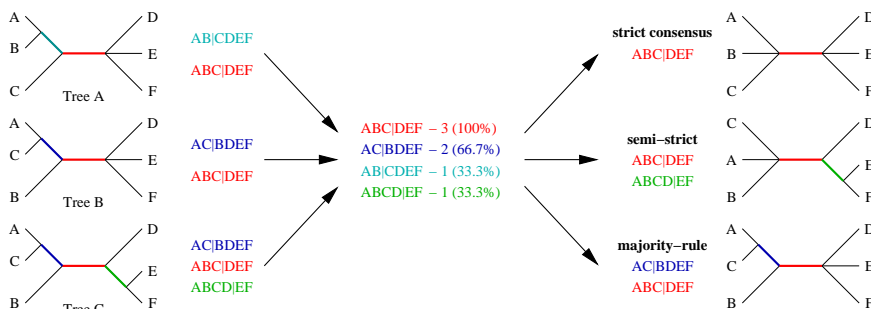 A
B
C
D
E
F
Tree A
AB|CDEF
ABC|DEF
A
C
B
D
E
F
Tree B
AC|BDEF
ABC|DEF
A
C
B
D
E
F
Tree C
AC|BDEF
ABC|DEF
ABCD|EF
ABC|DEF − 3 (100%)
AC|BDEF − 2 (66.7%)
AB|CDEF − 1 (33.3%)
ABCD|EF − 1 (33.3%)
strict consensus
ABC|DEF
A
B
C
D
E
F
semi−strict
ABC|DEF
ABCD|EF
C
A
B
D
E
F
majority−rule
AC|BDEF
ABC|DEF
A
C
B
D
E
F